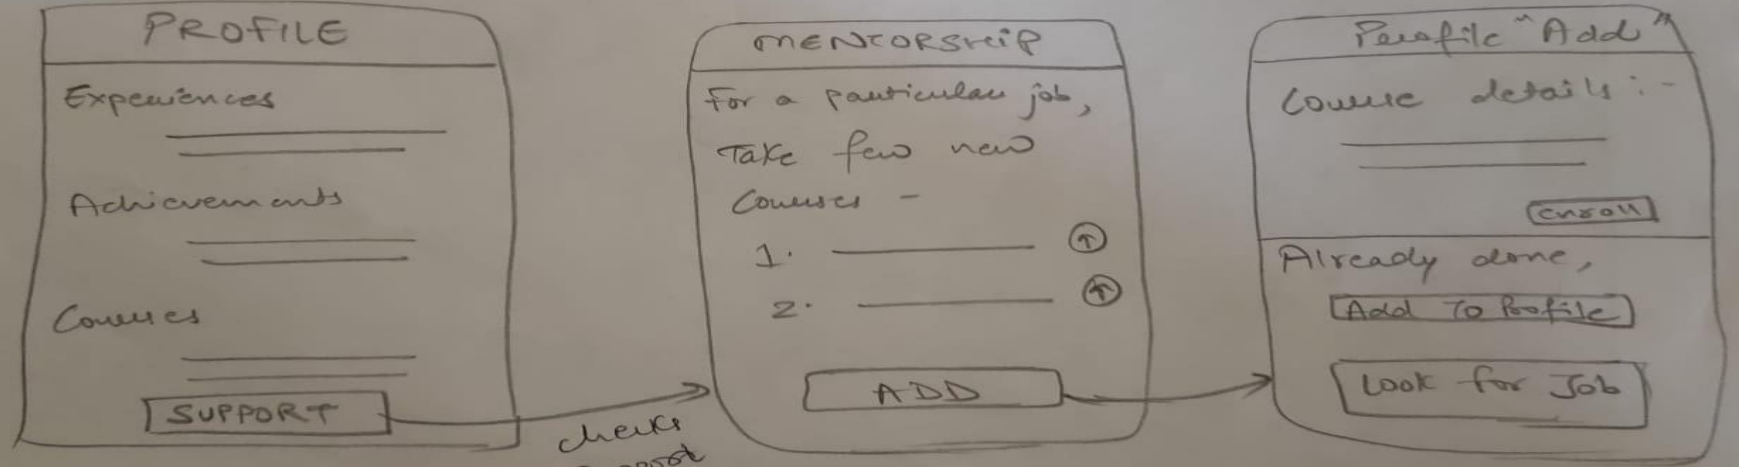 PROFILE
Experiences
Achievements
Courses
SUPPORT
checks
MENTORSHIP
For a particular job,
Take few new
Courses -
1.
2.
ADD
Profile "Add"
Course details :-
Enroll
Already done,
Add To Profile
Look for Job